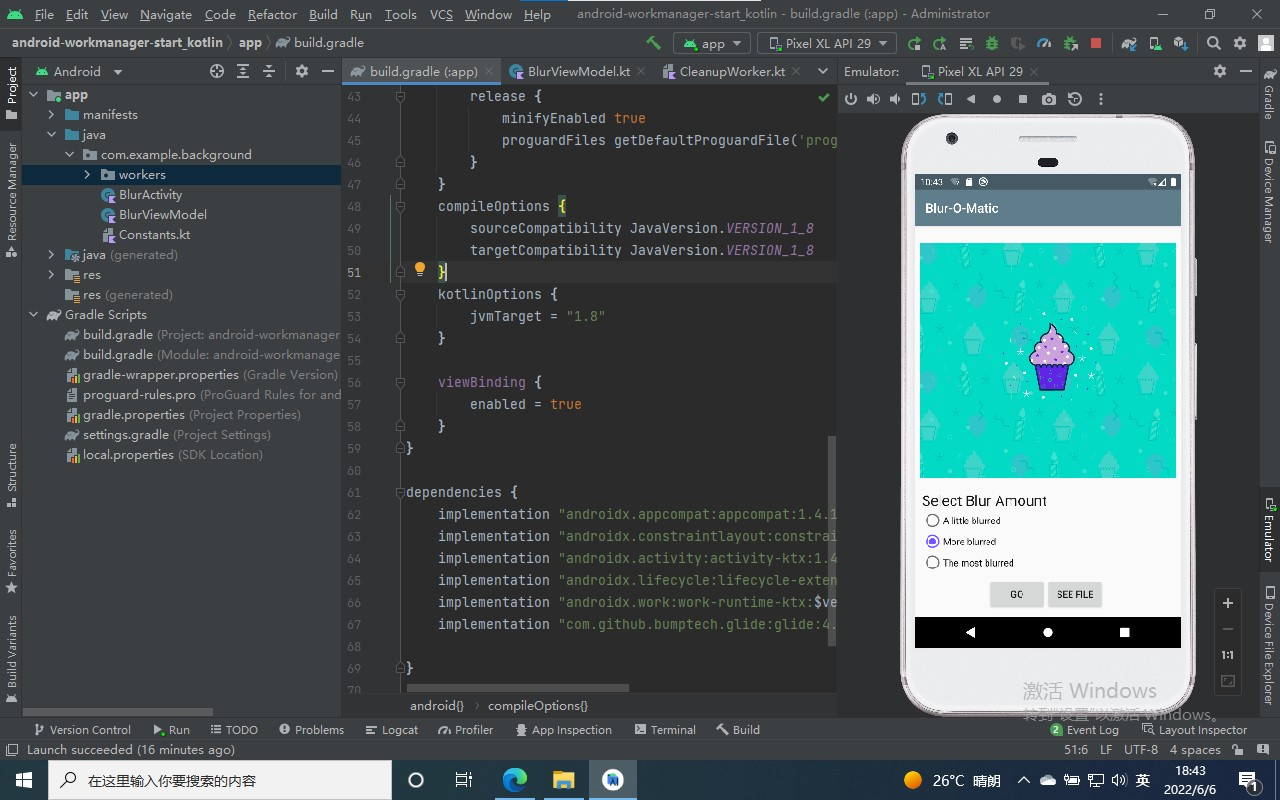 File Edit View Navigate Code Refactor Build Run Tools VCS Window Help android-workmanager-start_kotlin - build.gradle (:app) - Administrator
android-workmanager-start_kotlin app build.gradle app Pixel XL API 29
Android build.gradle (:app) BlurViewModel.kt CleanupWorker.kt Emulator: Pixel XL API 29
Project
Resource Manager
Structure
Favorites
Build Variants
app
manifests
java
com.example.background
workers
BlurActivity
BlurViewModel
Constants.kt
java (generated)
res
res (generated)
Gradle Scripts
build.gradle (Project: android-workmanager
build.gradle (Module: android-workmanage
gradle-wrapper.properties (Gradle Version)
proguard-rules.pro (ProGuard Rules for and
gradle.properties (Project Properties)
settings.gradle (Project Settings)
local.properties (SDK Location)
43 release {
44 minifyEnabled true
45 proguardFiles getDefaultProguardFile('prog
46 }
47 }
48 compileOptions {
49 sourceCompatibility JavaVersion.VERSION_1_8
50 targetCompatibility JavaVersion.VERSION_1_8
51 }
52 kotlinOptions {
53 jvmTarget = "1.8"
54 }
55
56 viewBinding {
57 enabled = true
58 }
59 }
60
61 dependencies {
62 implementation "androidx.appcompat:appcompat:1.4.1
63 implementation "androidx.constraintlayout:constrai
64 implementation "androidx.activity:activity-ktx:1.4
65 implementation "androidx.lifecycle:lifecycle-exten
66 implementation "androidx.work:work-runtime-ktx:$ve
67 implementation "com.github.bumptech.glide:glide:4.
68
69 }
70
android{} compileOptions{}
10:43
Blur-O-Matic
Select Blur Amount
A little blurred
More blurred
The most blurred
GO SEE FILE
1:1
Gradle
Device Manager
Emulator
Device File Explorer
激活 Windows
转到"设置"以激活 Windows。
Version Control Run TODO Problems Logcat Profiler App Inspection Terminal Build 2 Event Log Layout Inspector
Launch succeeded (16 minutes ago) 51:6 LF UTF-8 4 spaces
在这里输入你要搜索的内容 26°C 晴朗 英 18:43
2022/6/6 1